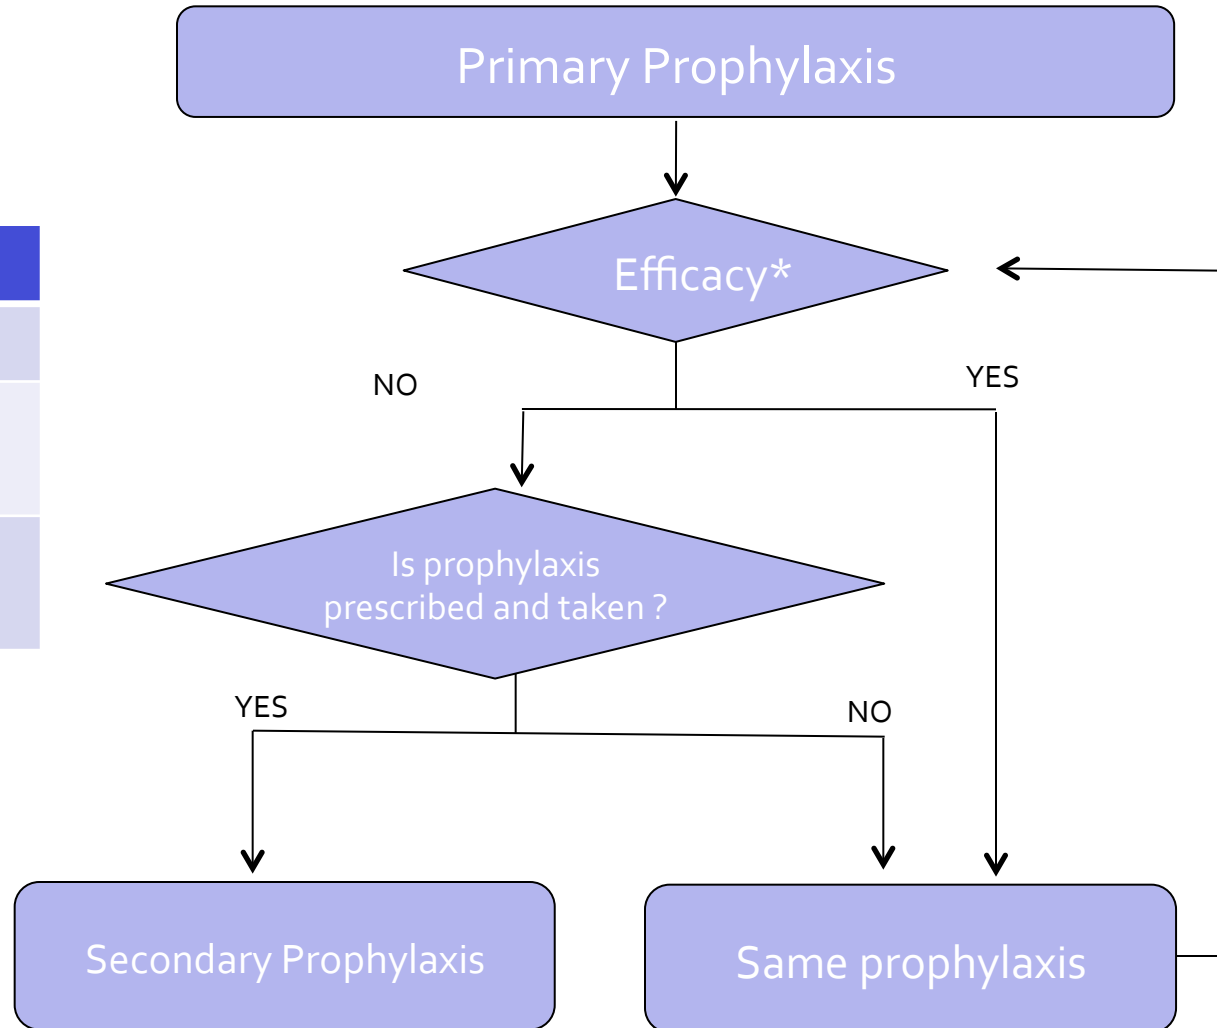 Primary Prophylaxis
Efficacy*
NO
YES
Is prophylaxis
prescribed and taken ?
YES
NO
Secondary Prophylaxis
Same prophylaxis